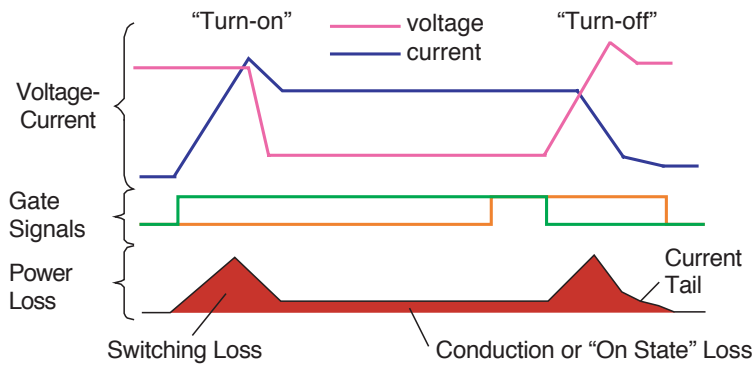 “Turn-on”
voltage
current
“Turn-off”
Voltage-
Current
Gate
Signals
Power
Loss
Current
Tail
Switching Loss
Conduction or “On State” Loss